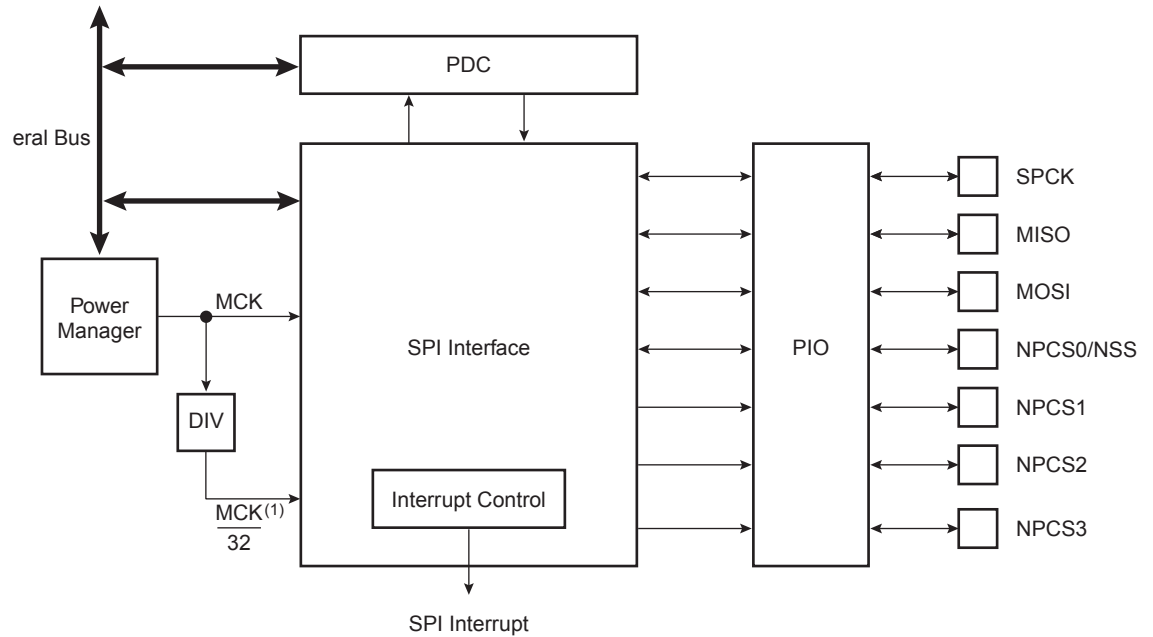 PDC
eral Bus
SPCK
MISO
MOSI
NPCS0/NSS
NPCS1
NPCS2
NPCS3
Power
Manager
MCK
SPI Interface
PIO
DIV
Interrupt Control
MCK(1)
32
SPI Interrupt